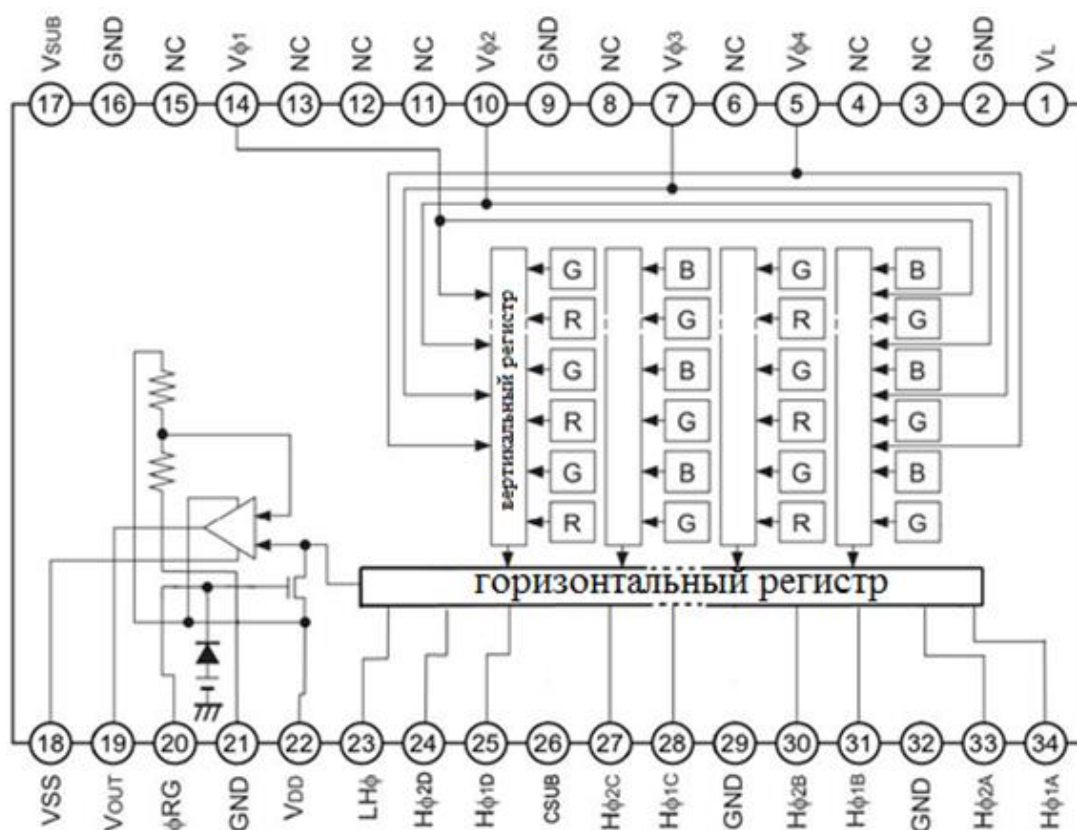 VSUB GND NC Vϕ1 NC NC NC Vϕ2 GND NC Vϕ3 NC Vϕ4 NC NC GND VL
17 16 15 14 13 12 11 10 9 8 7 6 5 4 3 2 1
вертикальный регистр
G B G B
R G R G
G B G B
R G R G
G B G B
R G R G
горизонтальный регистр
18 19 20 21 22 23 24 25 26 27 28 29 30 31 32 33 34
VSS VOUT ϕRG GND VDD LHϕ Hϕ2D Hϕ1D CSUB Hϕ2C Hϕ1C GND Hϕ2B Hϕ1B GND Hϕ2A Hϕ1A